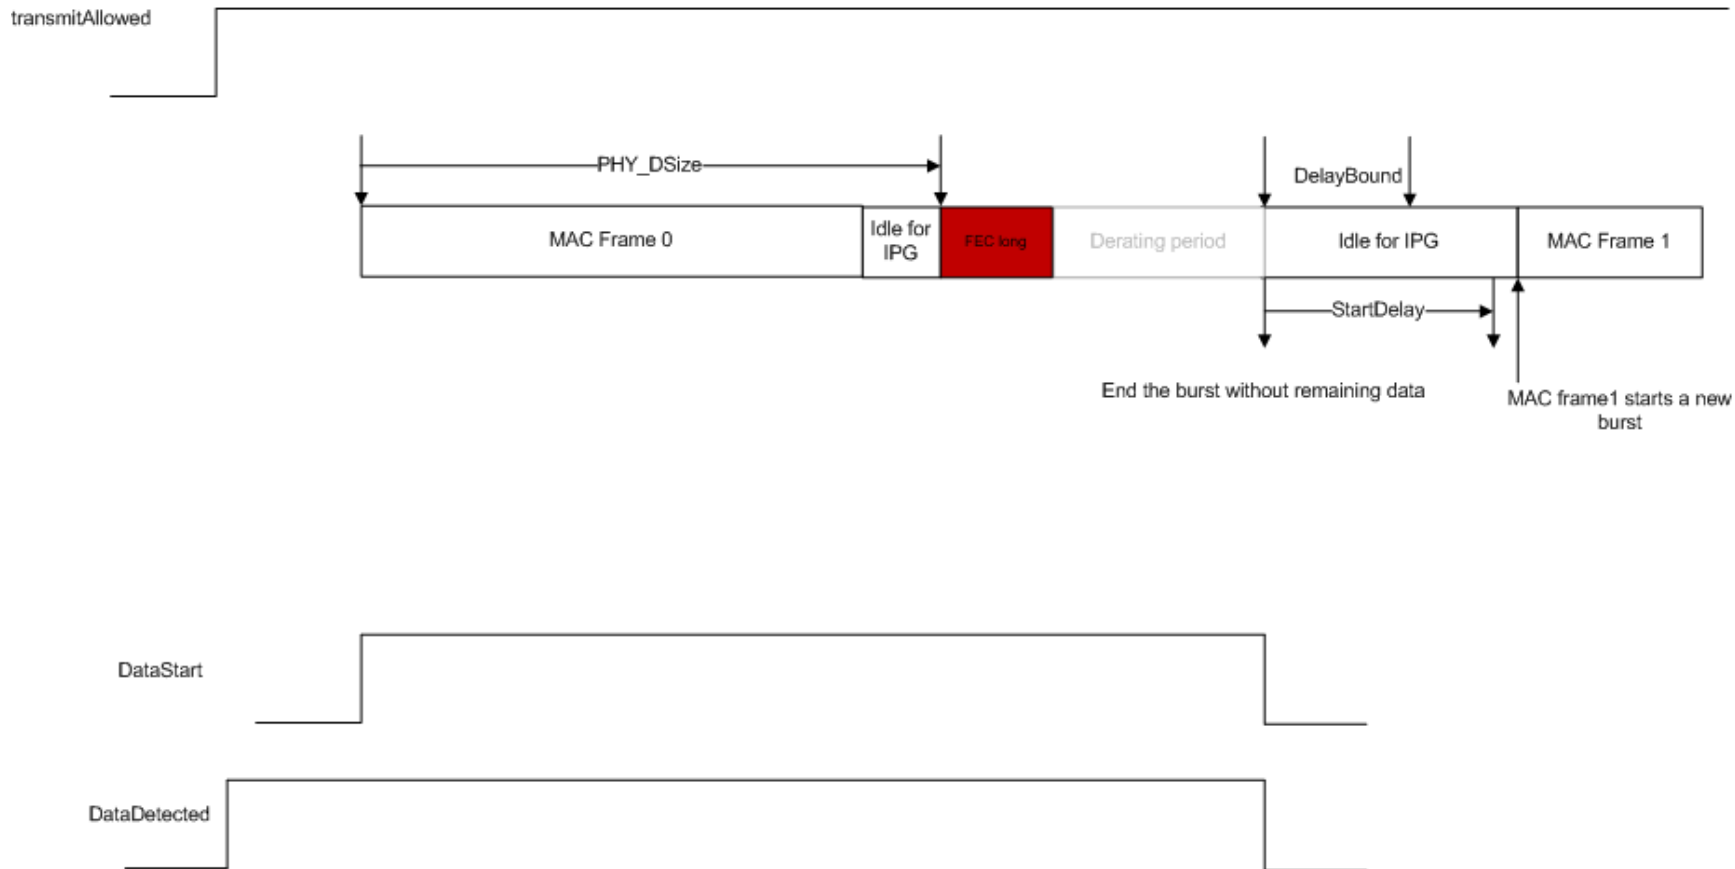 transmitAllowed
PHY_DSize
DelayBound
MAC Frame 0
Idle for
IPG
FEC long
Derating period
Idle for IPG
MAC Frame 1
StartDelay
End the burst without remaining data
MAC frame1 starts a new
burst
DataStart
DataDetected